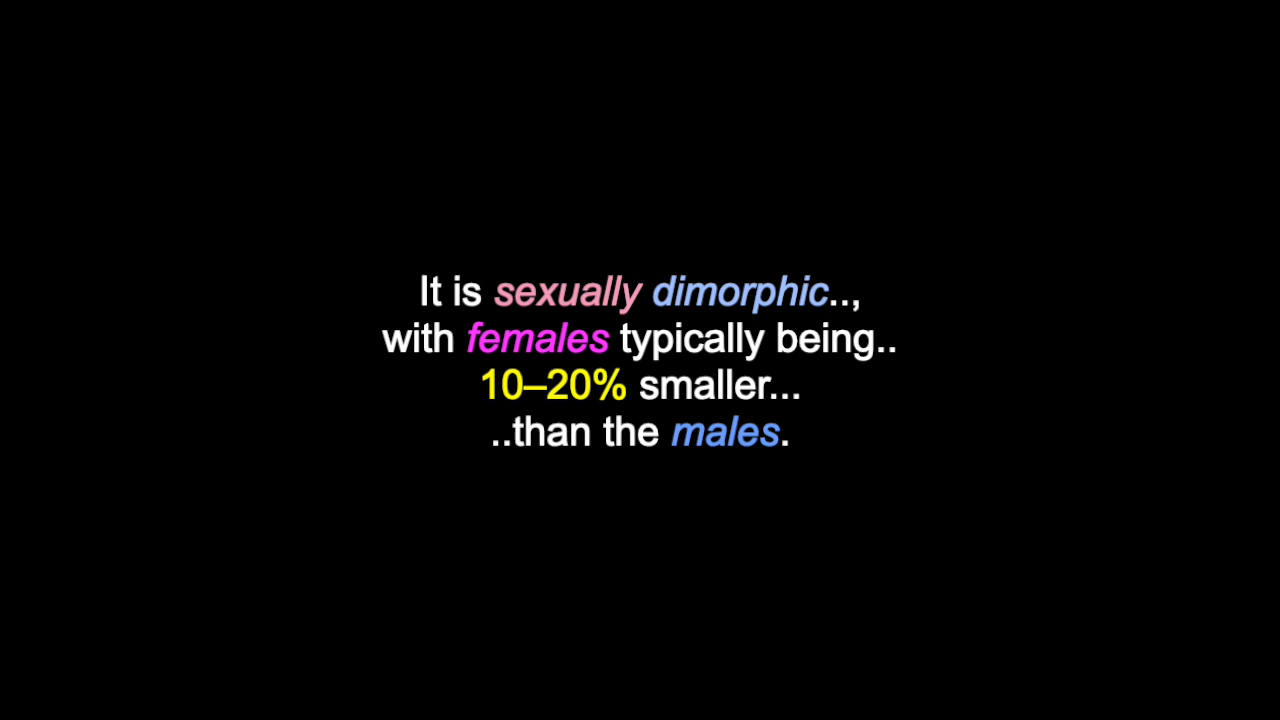 It is sexually dimorphic..,
with females typically being..
10–20% smaller...
..than the males.